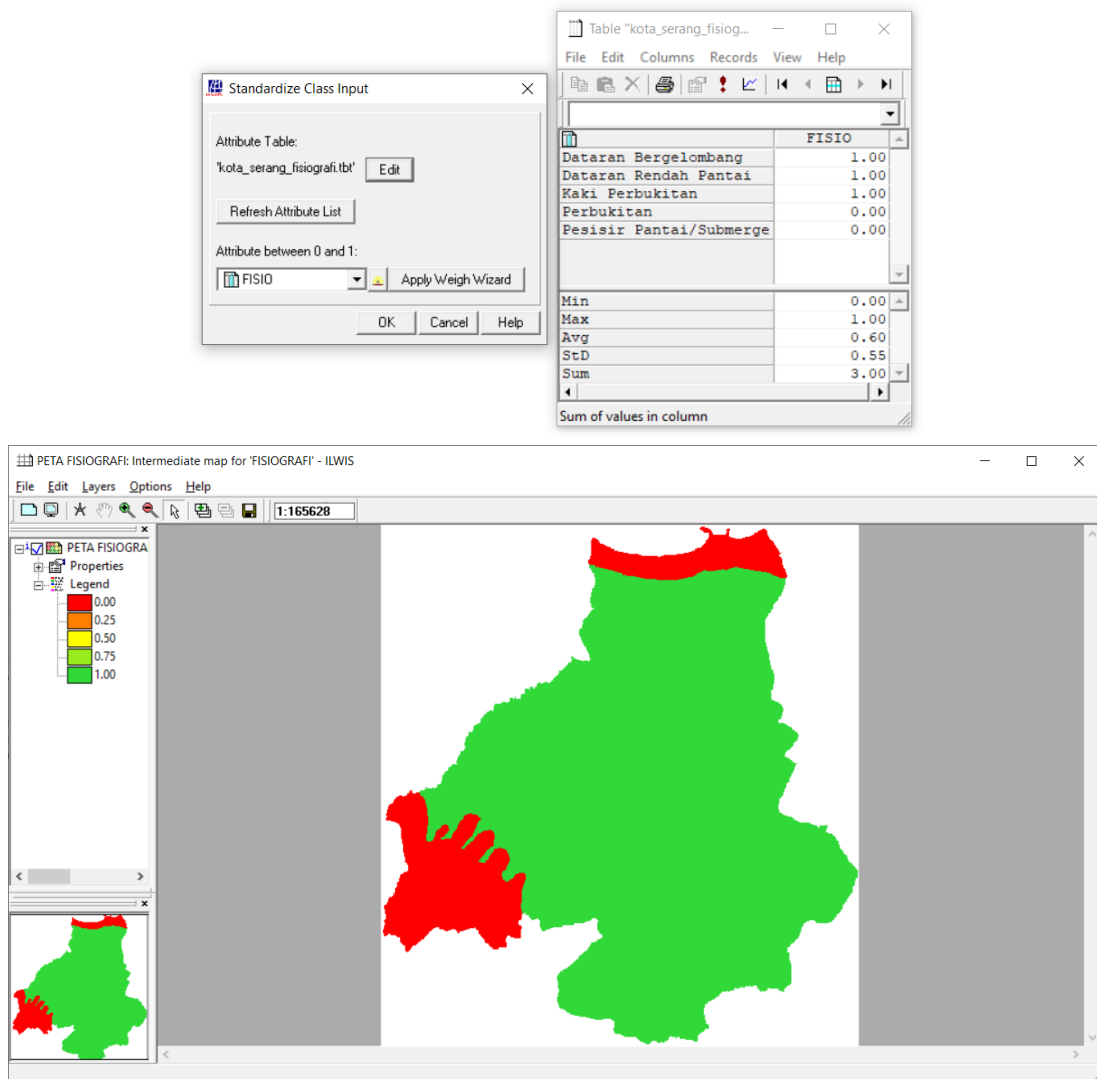 Table "kota_serang_fisiog...
File Edit Columns Records View Help
FISIO
Dataran Bergelombang 1.00
Dataran Rendah Pantai 1.00
Kaki Perbukitan 1.00
Perbukitan 0.00
Pesisir Pantai/Submerge 0.00
Min 0.00
Max 1.00
Avg 0.60
StD 0.55
Sum 3.00
Sum of values in column
Standardize Class Input
Attribute Table:
'kota_serang_fisiografi.tbt' Edit
Refresh Attribute List
Attribute between 0 and 1:
FISIO Apply Weigh Wizard
OK Cancel Help
PETA FISIOGRAFI: Intermediate map for 'FISIOGRAFI' - ILWIS
File Edit Layers Options Help
1:165628
PETA FISIOGRA
Properties
Legend
0.00
0.25
0.50
0.75
1.00